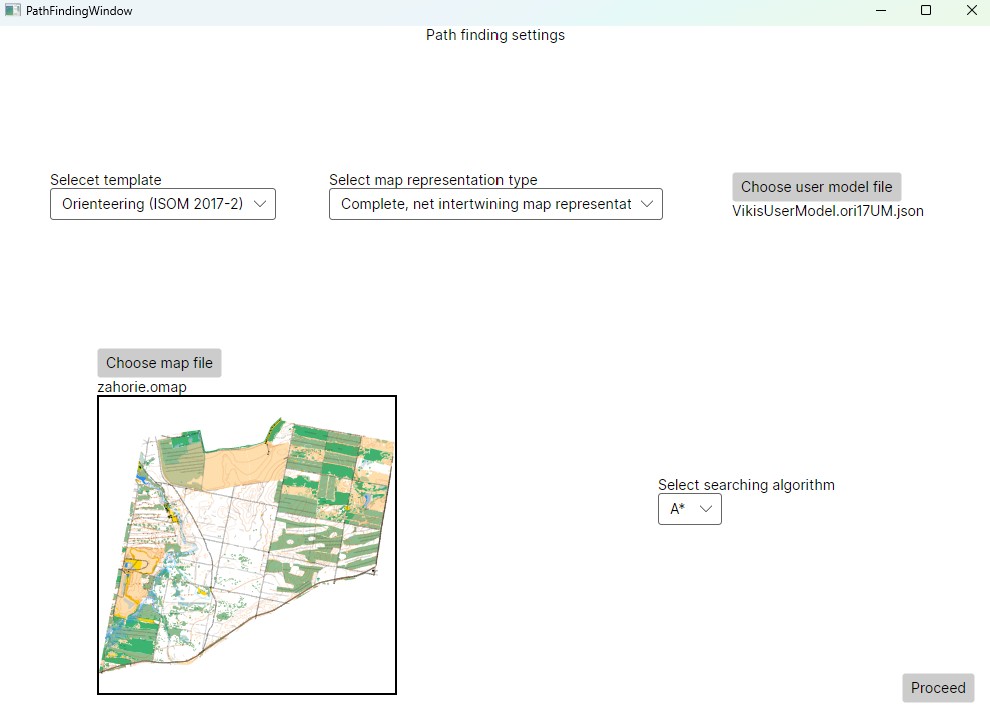 PathFindingWindow
Path finding settings
Selecet template
Orienteering (ISOM 2017-2)
Select map representation type
Complete, net intertwining map representat
Choose user model file
VikisUserModel.ori17UM.json
Choose map file
zahorie.omap
Select searching algorithm
A*
Proceed